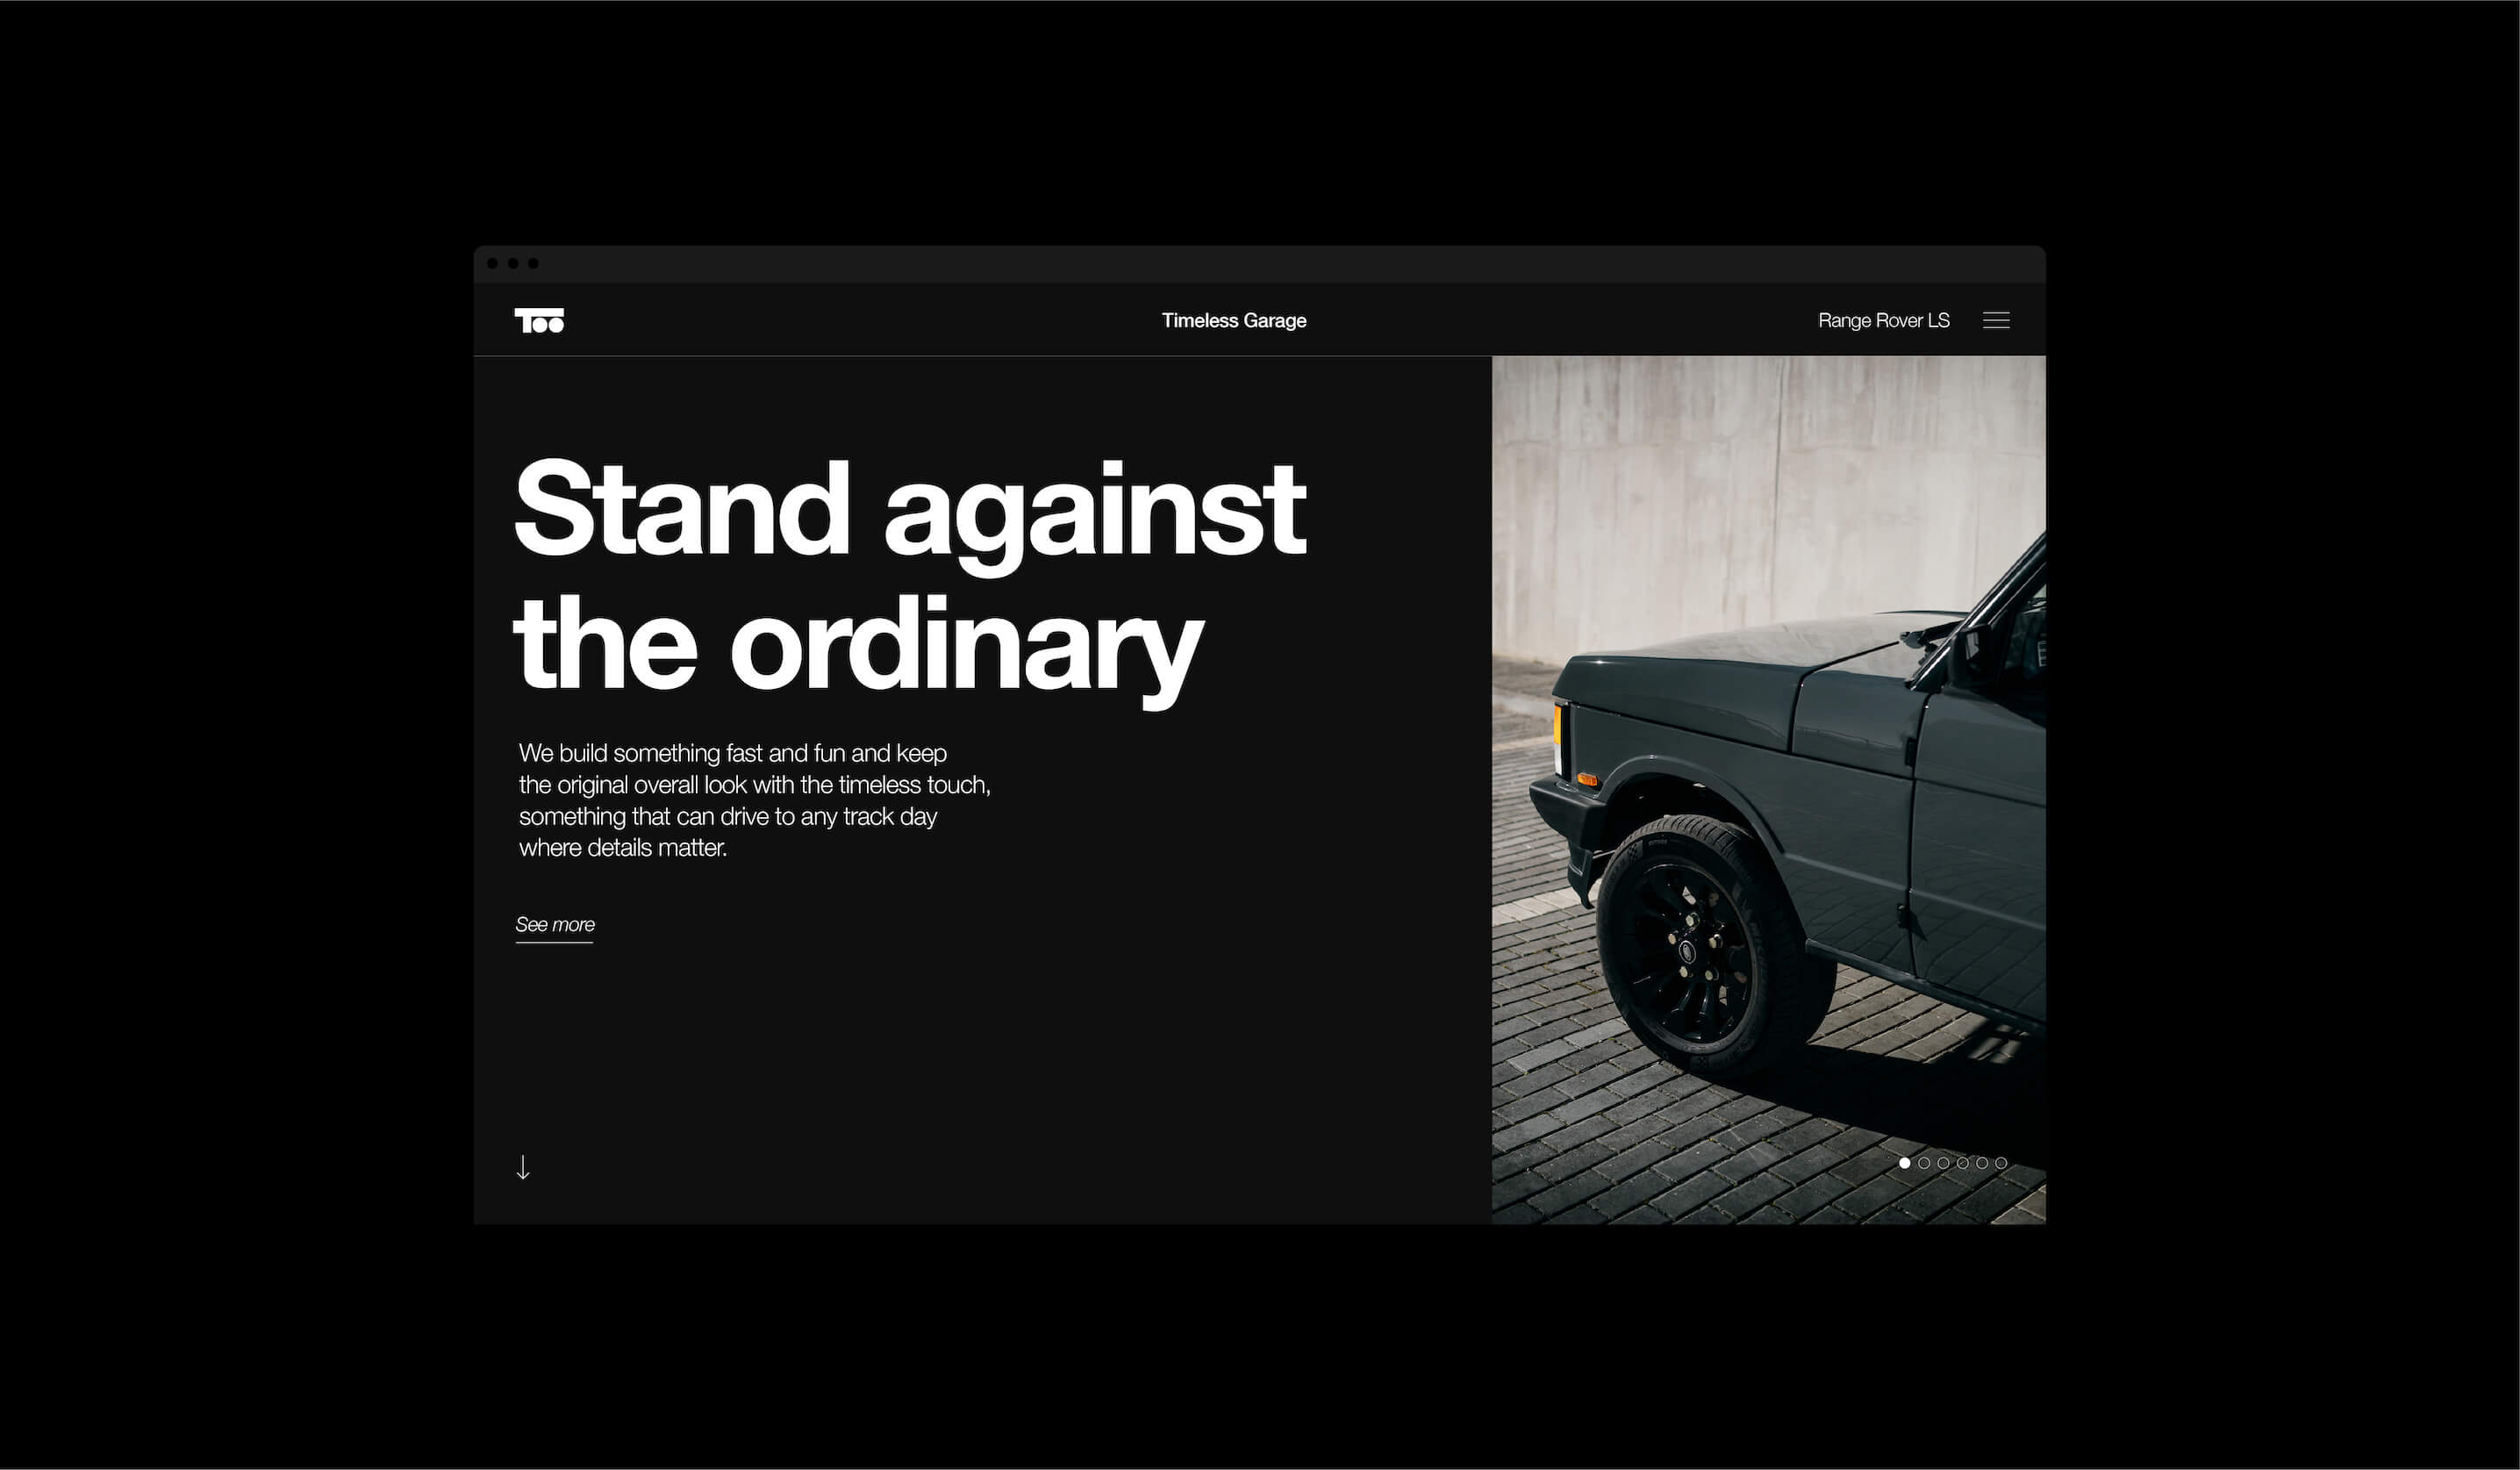 Too
Timeless Garage
Range Rover LS
Stand against
the ordinary
We build something fast and fun and keep
the original overall look with the timeless touch,
something that can drive to any track day
where details matter.
See more